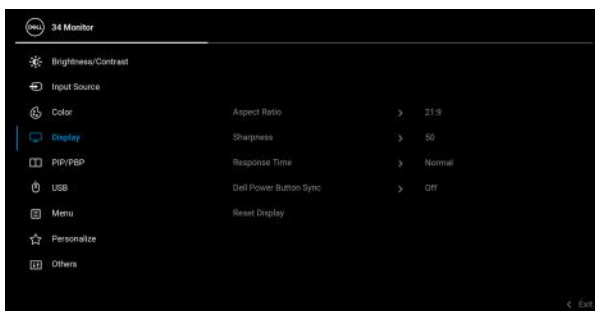 DELL 34 Monitor
Brightness/Contrast
Input Source
Color Aspect Ratio > 21:9
Display Sharpness > 50
PIP/PBP Response Time > Normal
USB Dell Power Button Sync > Off
Menu Reset Display
Personalize
Others
< Exit